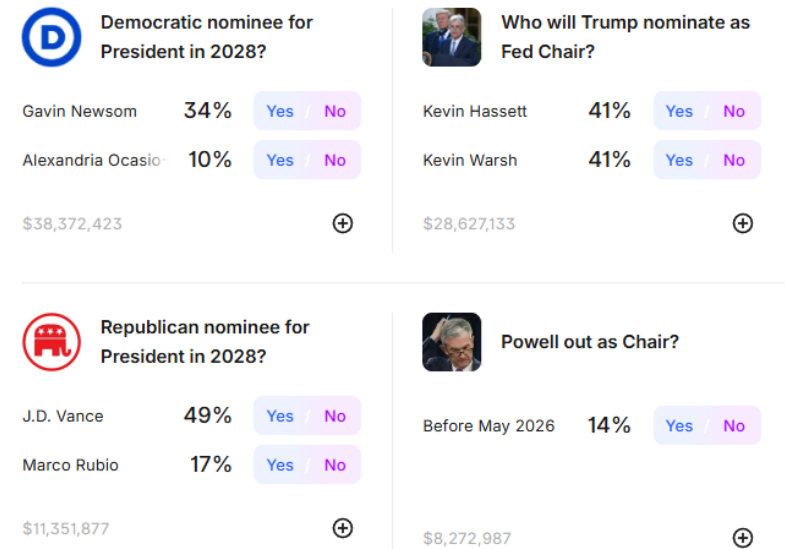 D
Democratic nominee for
President in 2028?
Gavin Newsom 34% Yes / No
Alexandria Ocasio- 10% Yes / No
$38,372,423
Who will Trump nominate as
Fed Chair?
Kevin Hassett 41% Yes / No
Kevin Warsh 41% Yes / No
$28,627,133
Republican nominee for
President in 2028?
J.D. Vance 49% Yes / No
Marco Rubio 17% Yes / No
$11,351,877
Powell out as Chair?
Before May 2026 14% Yes / No
$8,272,987